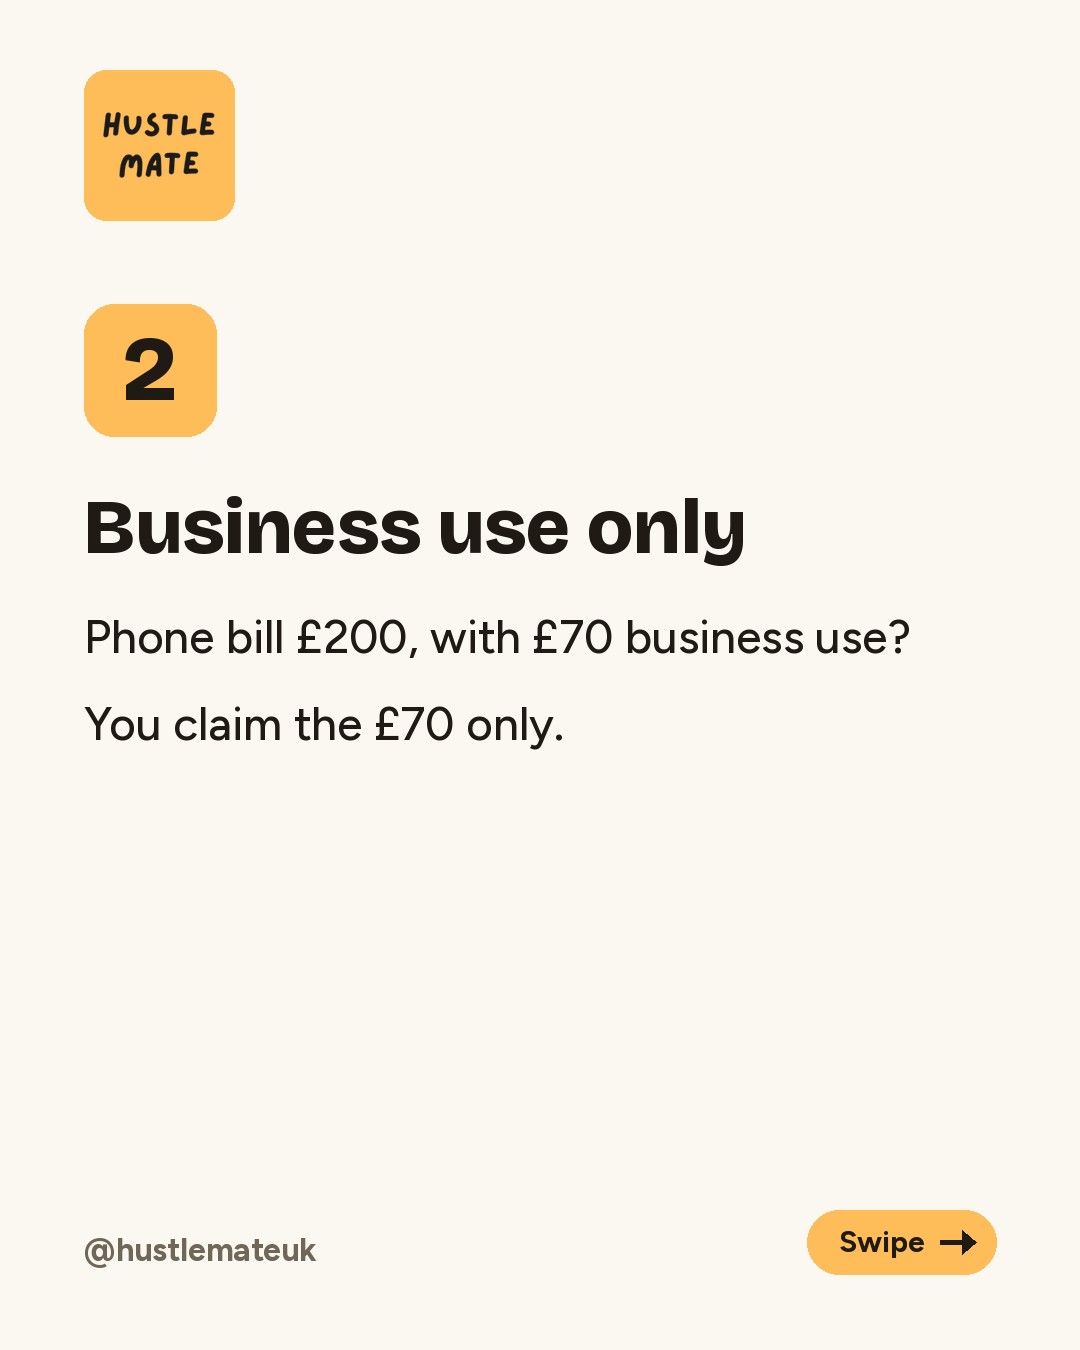 HUSTLE
MATE
2
Business use only
Phone bill £200, with £70 business use?
You claim the £70 only.
@hustlemateuk
Swipe